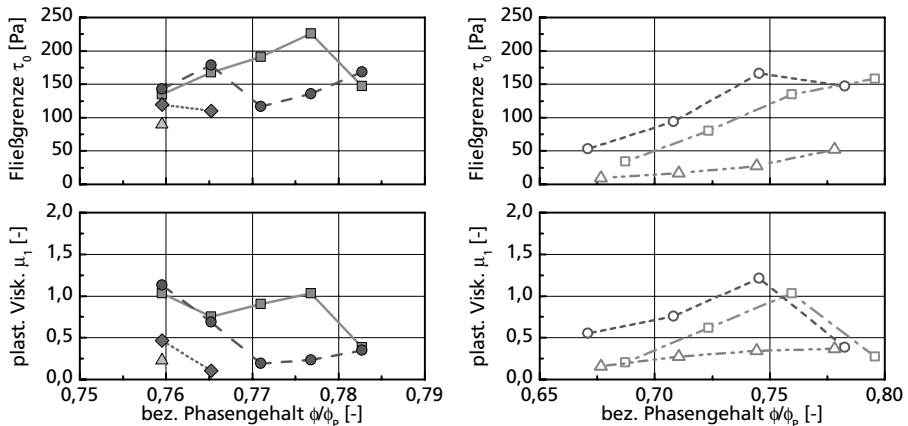 250
200
150
100
50
0
Fließgrenze τ₀ [Pa]
250
200
150
100
50
0
Fließgrenze τ₀ [Pa]
2,0
1,5
1,0
0,5
0,0
plast. Visk. μ₁ [-]
0,75 0,76 0,77 0,78 0,79
bez. Phasengehalt ϕ/ϕₚ [-]
2,0
1,5
1,0
0,5
0,0
plast. Visk. μ₁ [-]
0,65 0,70 0,75 0,80
bez. Phasengehalt ϕ/ϕₚ [-]